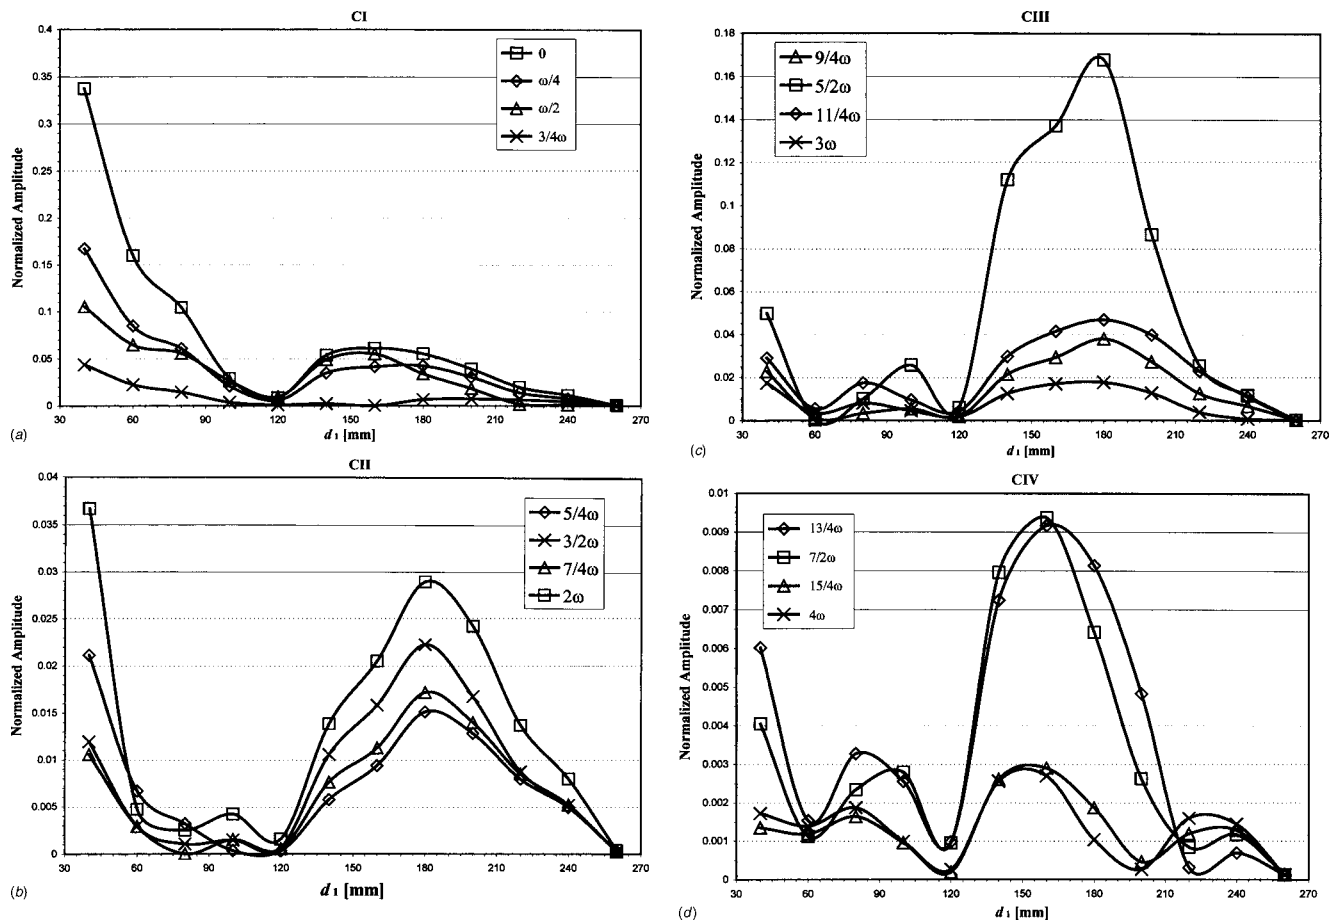 CI
Normalized Amplitude
0.4
0.35
0.3
0.25
0.2
0.15
0.1
0.05
0
30 60 90 120 150 180 210 240 270
d 1 [mm]
0
ω/4
ω/2
3/4ω
(a)
CII
Normalized Amplitude
0.04
0.035
0.03
0.025
0.02
0.015
0.01
0.005
0
30 60 90 120 150 180 210 240 270
d 1 [mm]
5/4ω
3/2ω
7/4ω
2ω
(b)
CIII
Normalized Amplitude
0.18
0.16
0.14
0.12
0.1
0.08
0.06
0.04
0.02
0
30 60 90 120 150 180 210 240 270
d 1 [mm]
9/4ω
5/2ω
11/4ω
3ω
(c)
CIV
Normalized Amplitude
0.01
0.009
0.008
0.007
0.006
0.005
0.004
0.003
0.002
0.001
0
30 60 90 120 150 180 210 240 270
d 1 [mm]
13/4ω
7/2ω
15/4ω
4ω
(d)